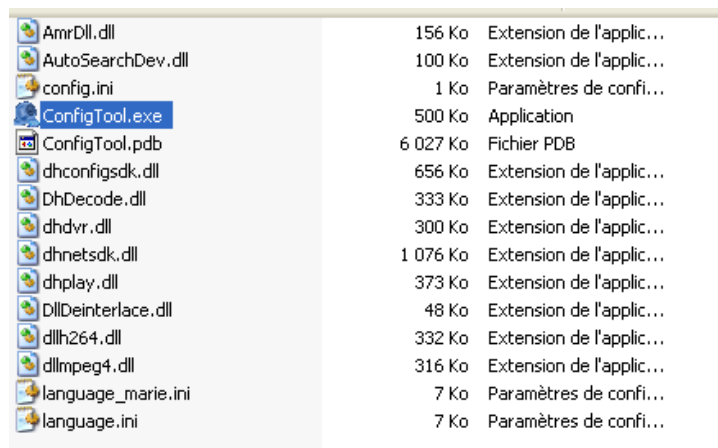 AmrDll.dll 156 Ko Extension de l'applic...
AutoSearchDev.dll 100 Ko Extension de l'applic...
config.ini 1 Ko Paramètres de confi...
ConfigTool.exe 500 Ko Application
ConfigTool.pdb 6 027 Ko Fichier PDB
dhconfigsdk.dll 656 Ko Extension de l'applic...
DhDecode.dll 333 Ko Extension de l'applic...
dhdvr.dll 300 Ko Extension de l'applic...
dhnetsdk.dll 1 076 Ko Extension de l'applic...
dhplay.dll 373 Ko Extension de l'applic...
DllDeinterlace.dll 48 Ko Extension de l'applic...
dllh264.dll 332 Ko Extension de l'applic...
dllmpeg4.dll 316 Ko Extension de l'applic...
language_marie.ini 7 Ko Paramètres de confi...
language.ini 7 Ko Paramètres de confi...